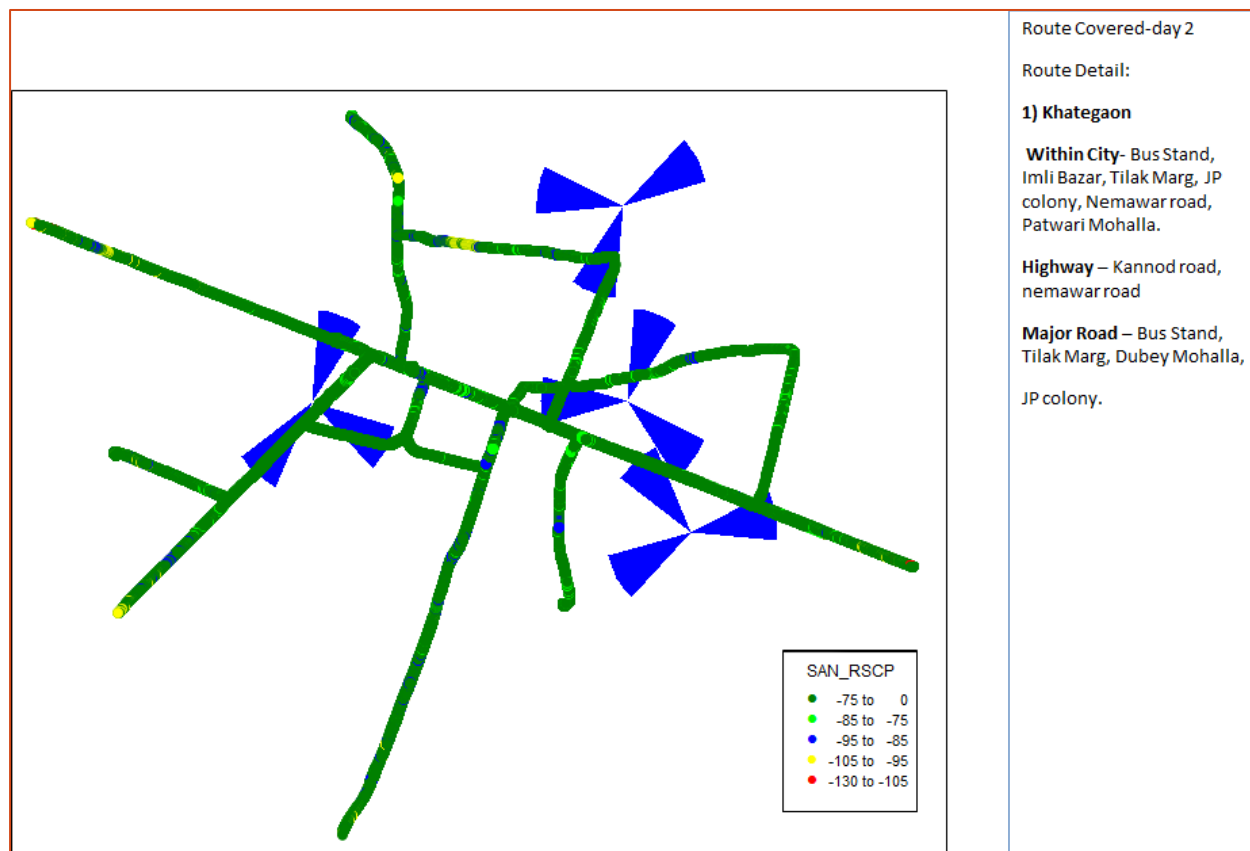 Route Covered-day 2
Route Detail:
1) Khategaon
Within City- Bus Stand,
Imli Bazar, Tilak Marg, JP
colony, Nemawar road,
Patwari Mohalla.
Highway – Kannod road,
nemawar road
Major Road – Bus Stand,
Tilak Marg, Dubey Mohalla,
JP colony.
SAN_RSCP
-75 to 0
-85 to -75
-95 to -85
-105 to -95
-130 to -105